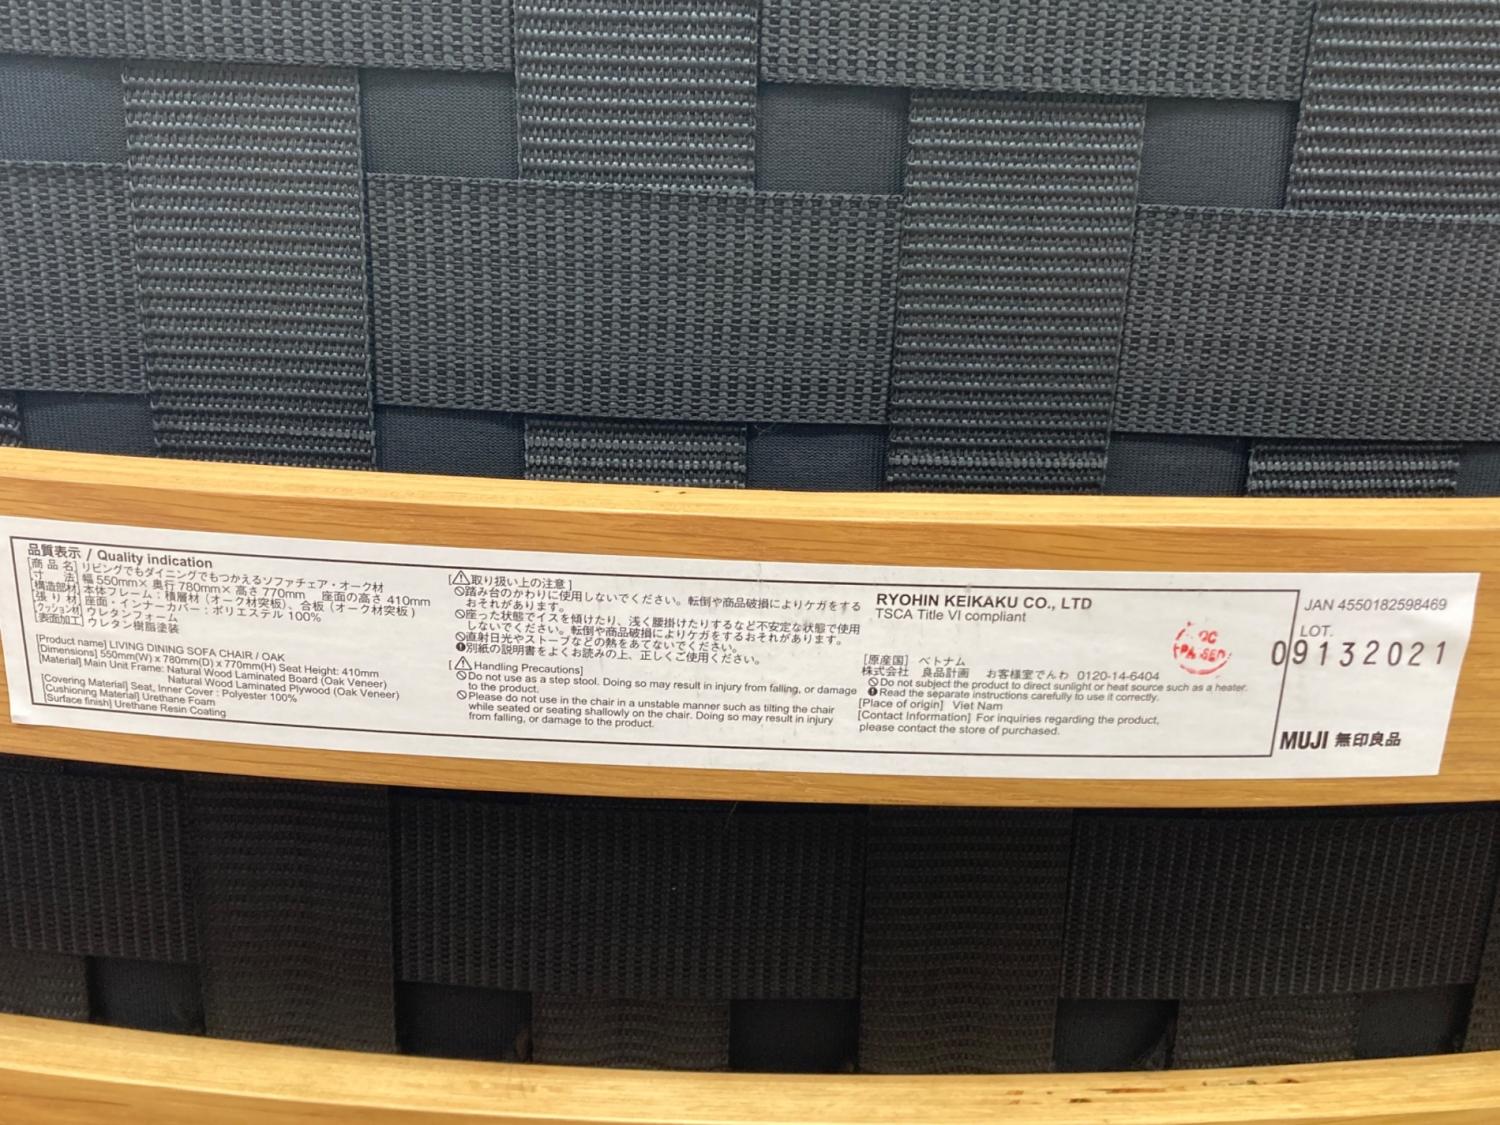 品質表示 / Quality indication
[商 品 名] リビングでもダイニングでもつかえるソファチェア・オーク材
[寸　　法] 幅 550mm× 奥行 780mm× 高さ 770mm　座面の高さ 410mm
[構造部材] 本体フレーム：積層材（オーク材突板）、合板（オーク材突板）
[張 り 材] 座面・インナーカバー：ポリエステル 100%
[クッション材] ウレタンフォーム
[表面加工] ウレタン樹脂塗装
[Product name] LIVING DINING SOFA CHAIR / OAK
[Dimensions] 550mm(W) x 780mm(D) x 770mm(H) Seat Height: 410mm
[Material] Main Unit Frame: Natural Wood Laminated Board (Oak Veneer)
Natural Wood Laminated Plywood (Oak Veneer)
[Covering Material] Seat, Inner Cover : Polyester 100%
[Cushioning Material] Urethane Foam
[Surface finish] Urethane Resin Coating
[⚠取り扱い上の注意]
踏み台のかわりに使用しないでください。転倒や商品破損によりケガをする
おそれがあります。
座った状態でイスを傾けたり、浅く腰掛けたりするなど不安定な状態で使用
しないでください。転倒や商品破損によりケガをするおそれがあります。
直射日光やストーブなどの熱をあてないでください。
別紙の説明書をよくお読みの上、正しくご使用ください。
[⚠Handling Precautions]
Do not use as a step stool. Doing so may result in injury from falling, or damage
to the product.
Please do not use in the chair in a unstable manner such as tilting the chair
while seated or seating shallowly on the chair. Doing so may result in injury
from falling, or damage to the product.
RYOHIN KEIKAKU CO., LTD
TSCA Title VI compliant
[原産国] ベトナム
株式会社　良品計画　お客様室でんわ 0120-14-6404
Do not subject the product to direct sunlight or heat source such as a heater.
Read the separate instructions carefully to use it correctly.
[Place of origin] Viet Nam
[Contact Information] For inquiries regarding the product,
please contact the store of purchased.
QC
PASSED
JAN 4550182598469
LOT.
09132021
MUJI 無印良品